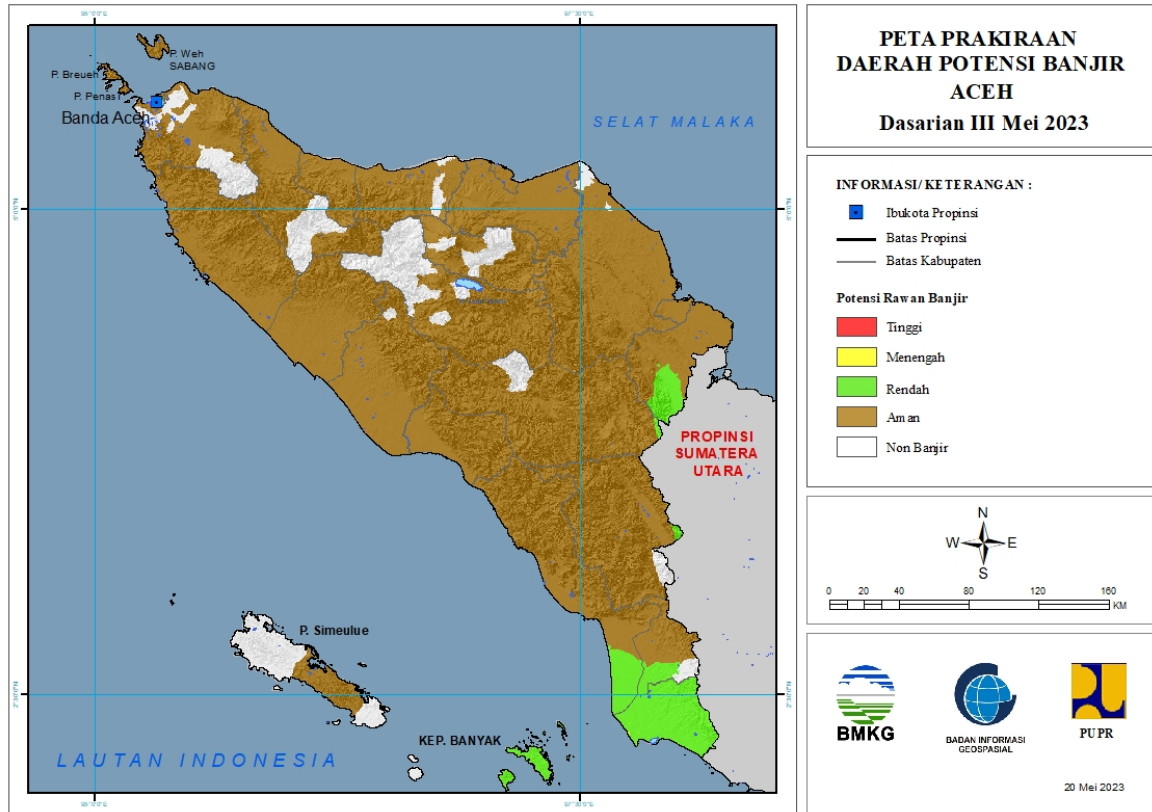 PETA PRAKIRAAN
DAERAH POTENSI BANJIR
ACEH
Dasarian III Mei 2023
INFORMASI/ KETERANGAN :
Ibukota Propinsi
Batas Propinsi
Batas Kabupaten
Potensi Rawan Banjir
Tinggi
Menengah
Rendah
Aman
Non Banjir
N
W E
S
0 20 40 80 120 160
KM
BMKG
BADAN INFORMASI
GEOSPASIAL
PUPR
20 Mei 2023
P. Weh
SABANG
P. Breueh
P. Penasi
Banda Aceh
SELAT MALAKA
PROPINSI
SUMATERA
UTARA
P. Simeulue
KEP. BANYAK
LAUTAN INDONESIA